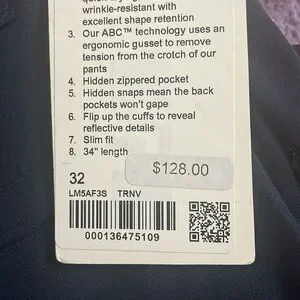 wrinkle-resistant with
excellent shape retention
3. Our ABC™ technology uses an
ergonomic gusset to remove
tension from the crotch of our
pants
4. Hidden zippered pocket
5. Hidden snaps mean the back
pockets won't gape
6. Flip up the cuffs to reveal
reflective details
7. Slim fit
8. 34" length
$128.00
32
LM5AF3S TRNV
000136475109